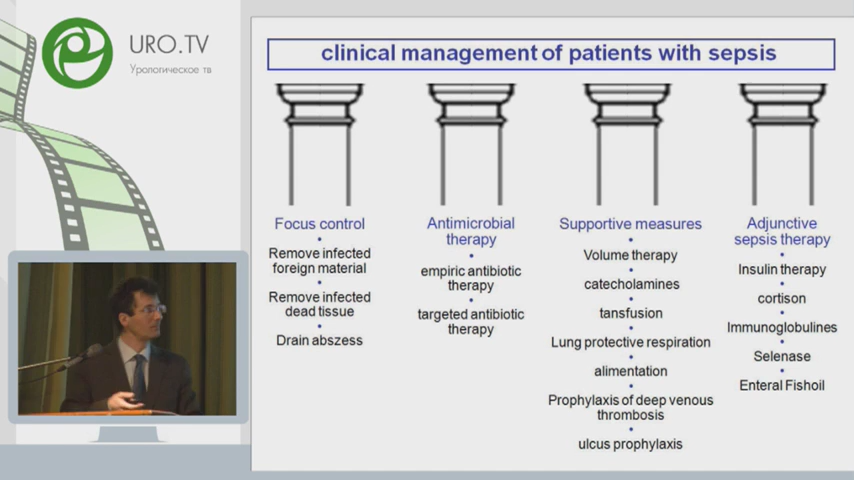 URO.TV
Урологическое тв
clinical management of patients with sepsis
Focus control
Remove infected
foreign material
Remove infected
dead tissue
Drain abszess
Antimicrobial
therapy
empiric antibiotic
therapy
targeted antibiotic
therapy
Supportive measures
Volume therapy
catecholamines
tansfusion
Lung protective respiration
alimentation
Prophylaxis of deep venous
thrombosis
ulcus prophylaxis
Adjunctive
sepsis therapy
Insulin therapy
cortison
Immunoglobulines
Selenase
Enteral Fishoil